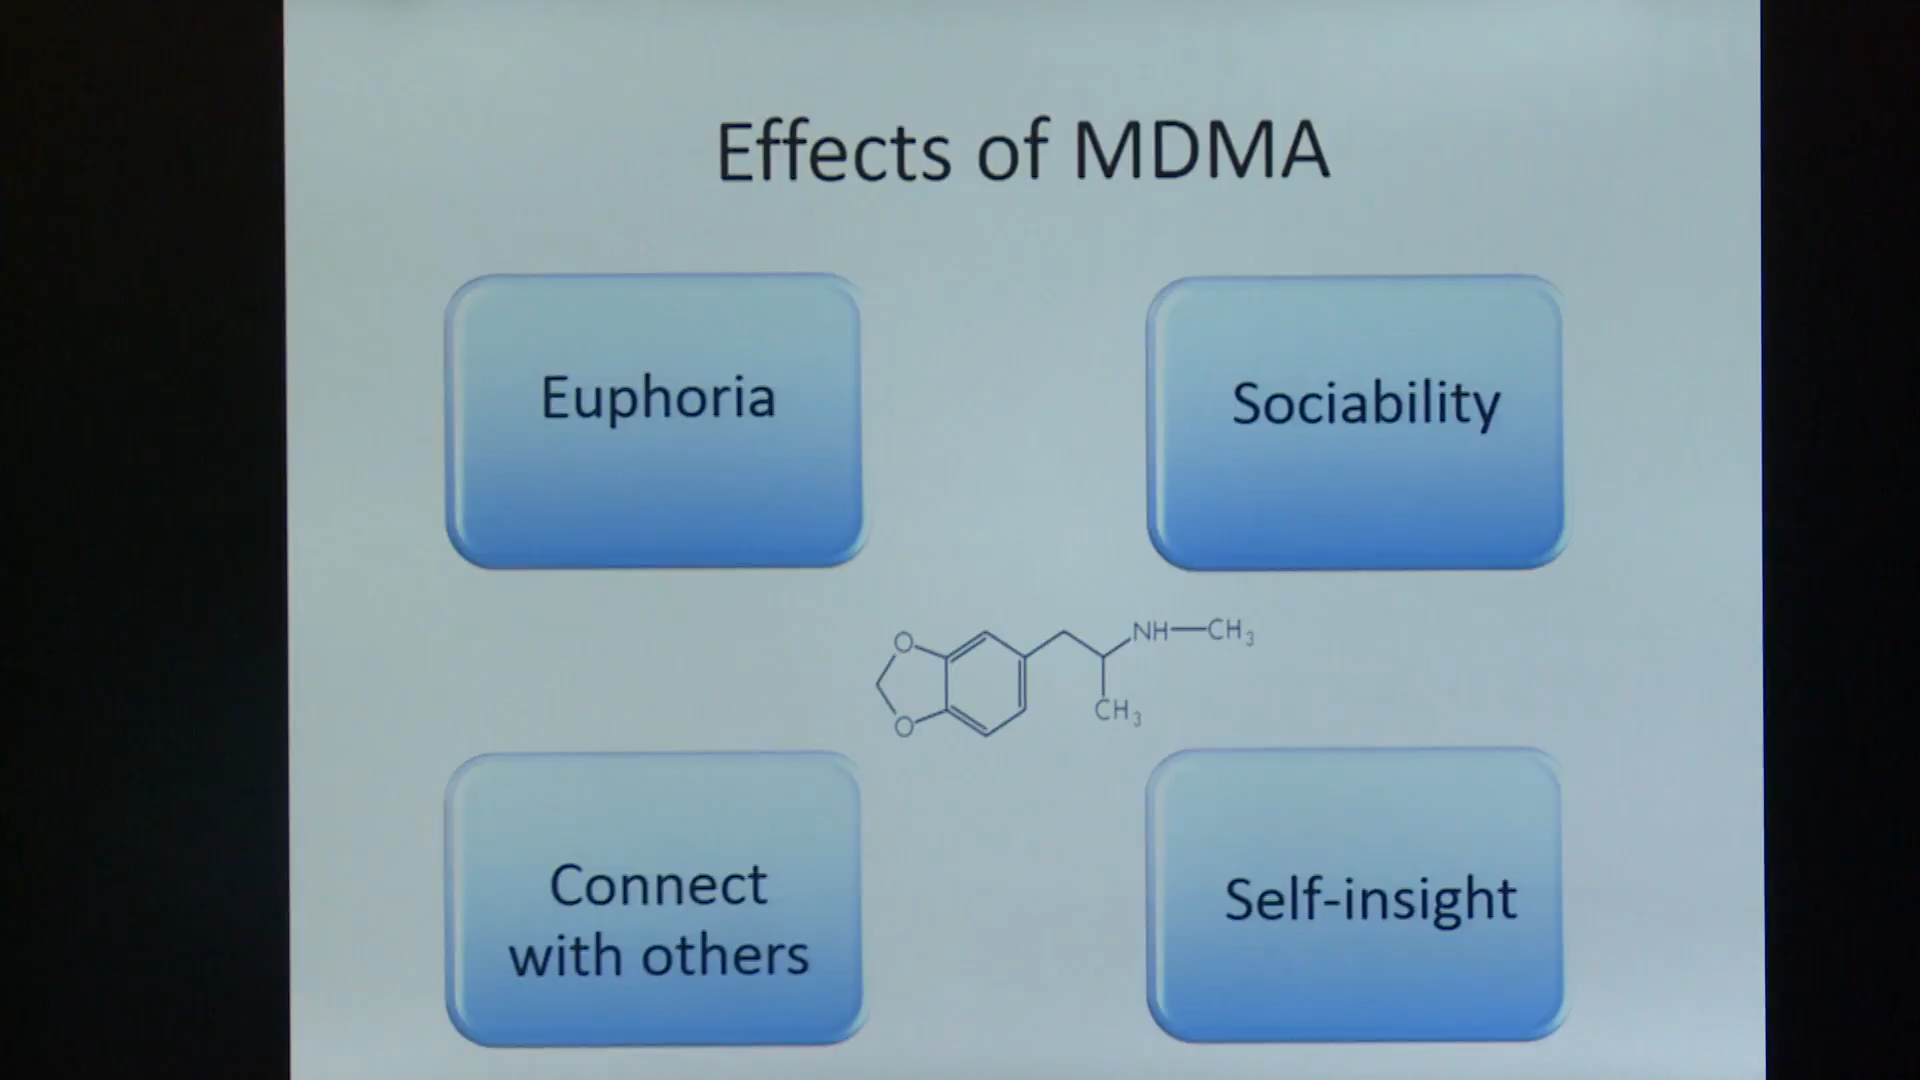 Effects of MDMA
Euphoria
Sociability
O
NH—CH₃
CH₃
O
Connect
with others
Self-insight